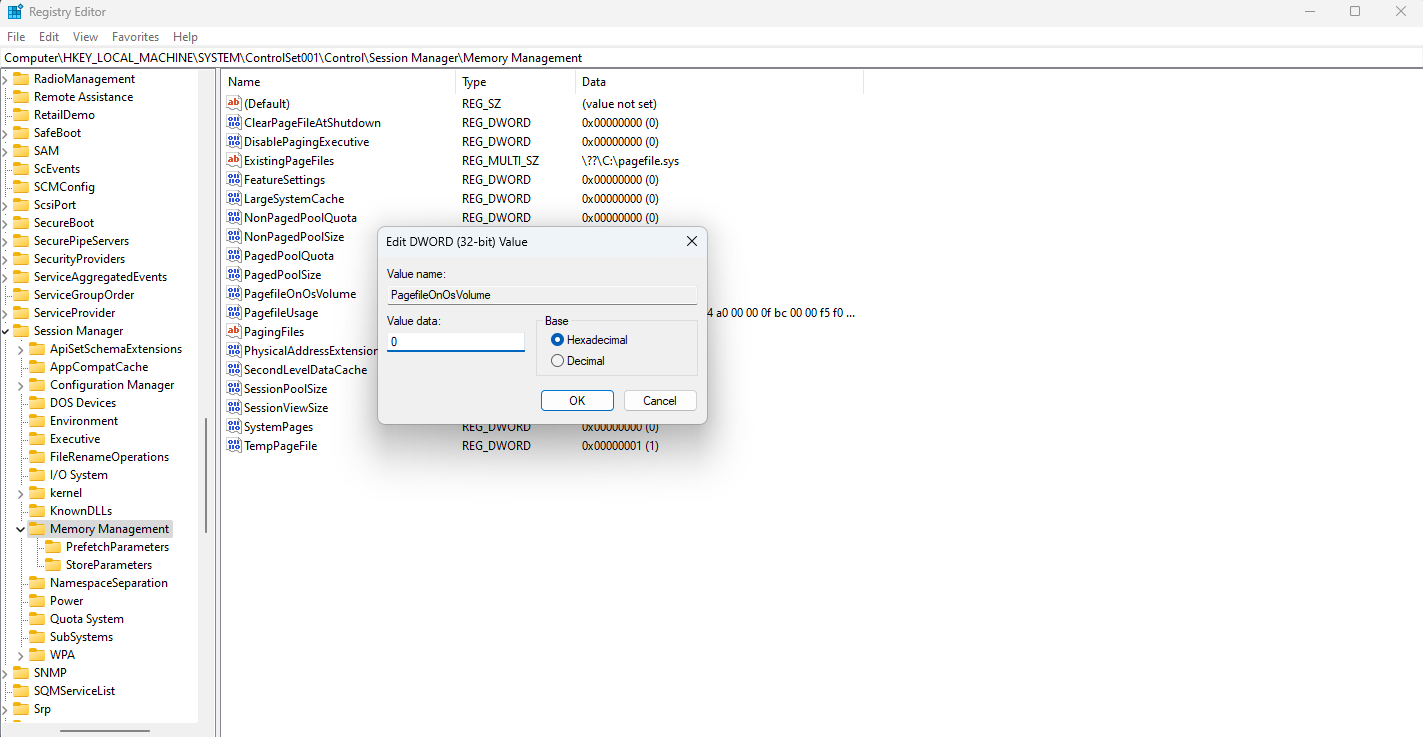 Registry Editor
File Edit View Favorites Help
Computer\HKEY_LOCAL_MACHINE\SYSTEM\ControlSet001\Control\Session Manager\Memory Management
RadioManagement
Remote Assistance
RetailDemo
SafeBoot
SAM
ScEvents
SCMConfig
ScsiPort
SecureBoot
SecurePipeServers
SecurityProviders
ServiceAggregatedEvents
ServiceGroupOrder
ServiceProvider
Session Manager
ApiSetSchemaExtensions
AppCompatCache
Configuration Manager
DOS Devices
Environment
Executive
FileRenameOperations
I/O System
kernel
KnownDLLs
Memory Management
PrefetchParameters
StoreParameters
NamespaceSeparation
Power
Quota System
SubSystems
WPA
SNMP
SQMServiceList
Srp
Name Type Data
(Default) REG_SZ (value not set)
ClearPageFileAtShutdown REG_DWORD 0x00000000 (0)
DisablePagingExecutive REG_DWORD 0x00000000 (0)
ExistingPageFiles REG_MULTI_SZ \??\C:\pagefile.sys
FeatureSettings REG_DWORD 0x00000000 (0)
LargeSystemCache REG_DWORD 0x00000000 (0)
NonPagedPoolQuota REG_DWORD 0x00000000 (0)
NonPagedPoolSize
PagedPoolQuota
PagedPoolSize
PagefileOnOsVolume
PagefileUsage 4 a0 00 00 0f bc 00 00 f5 f0 ...
PagingFiles
PhysicalAddressExtension
SecondLevelDataCache
SessionPoolSize
SessionViewSize
SystemPages REG_DWORD 0x00000000 (0)
TempPageFile REG_DWORD 0x00000001 (1)
Edit DWORD (32-bit) Value
Value name:
PagefileOnOsVolume
Value data:
0
Base
Hexadecimal
Decimal
OK Cancel